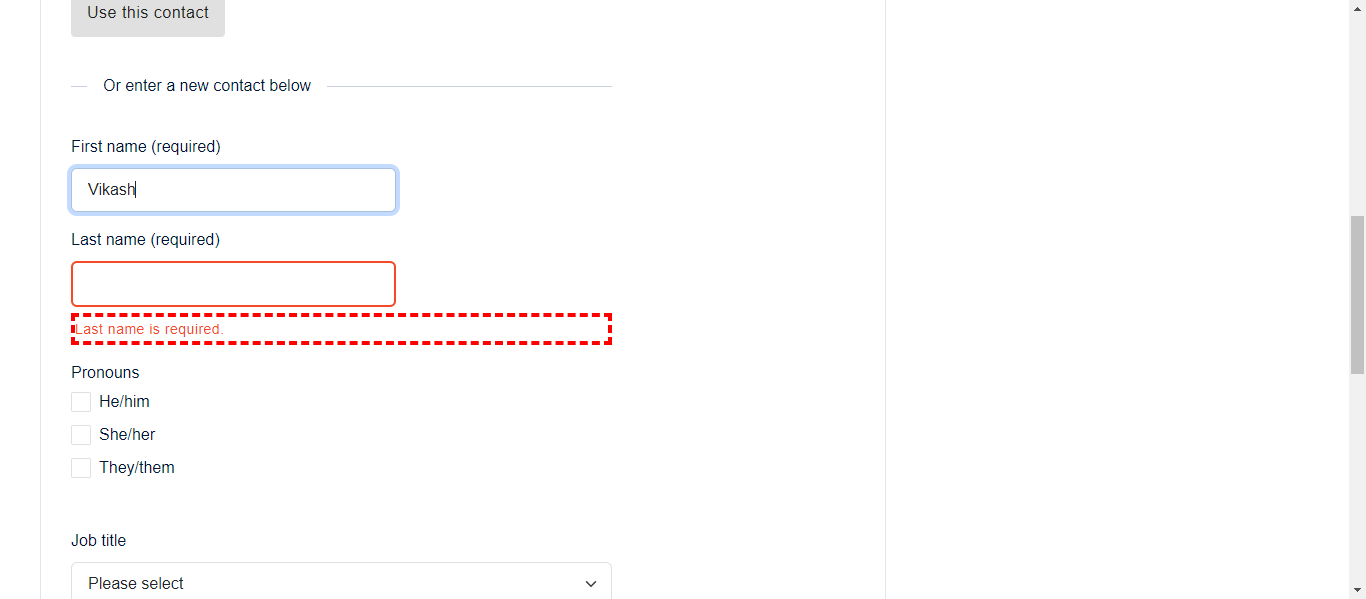 Use this contact
Or enter a new contact below
First name (required)
Vikash
Last name (required)
Last name is required.
Pronouns
He/him
She/her
They/them
Job title
Please select